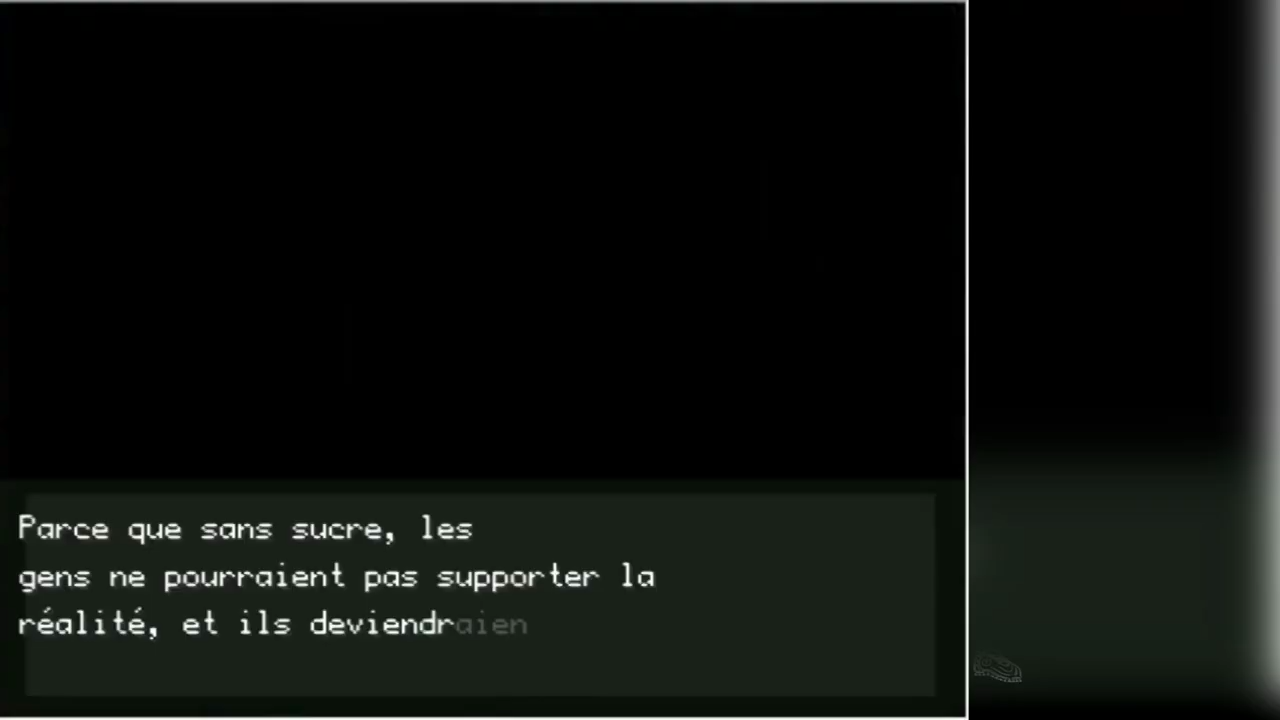 Parce que sans sucre, les
gens ne pourraient pas supporter la
réalité, et ils deviendraien